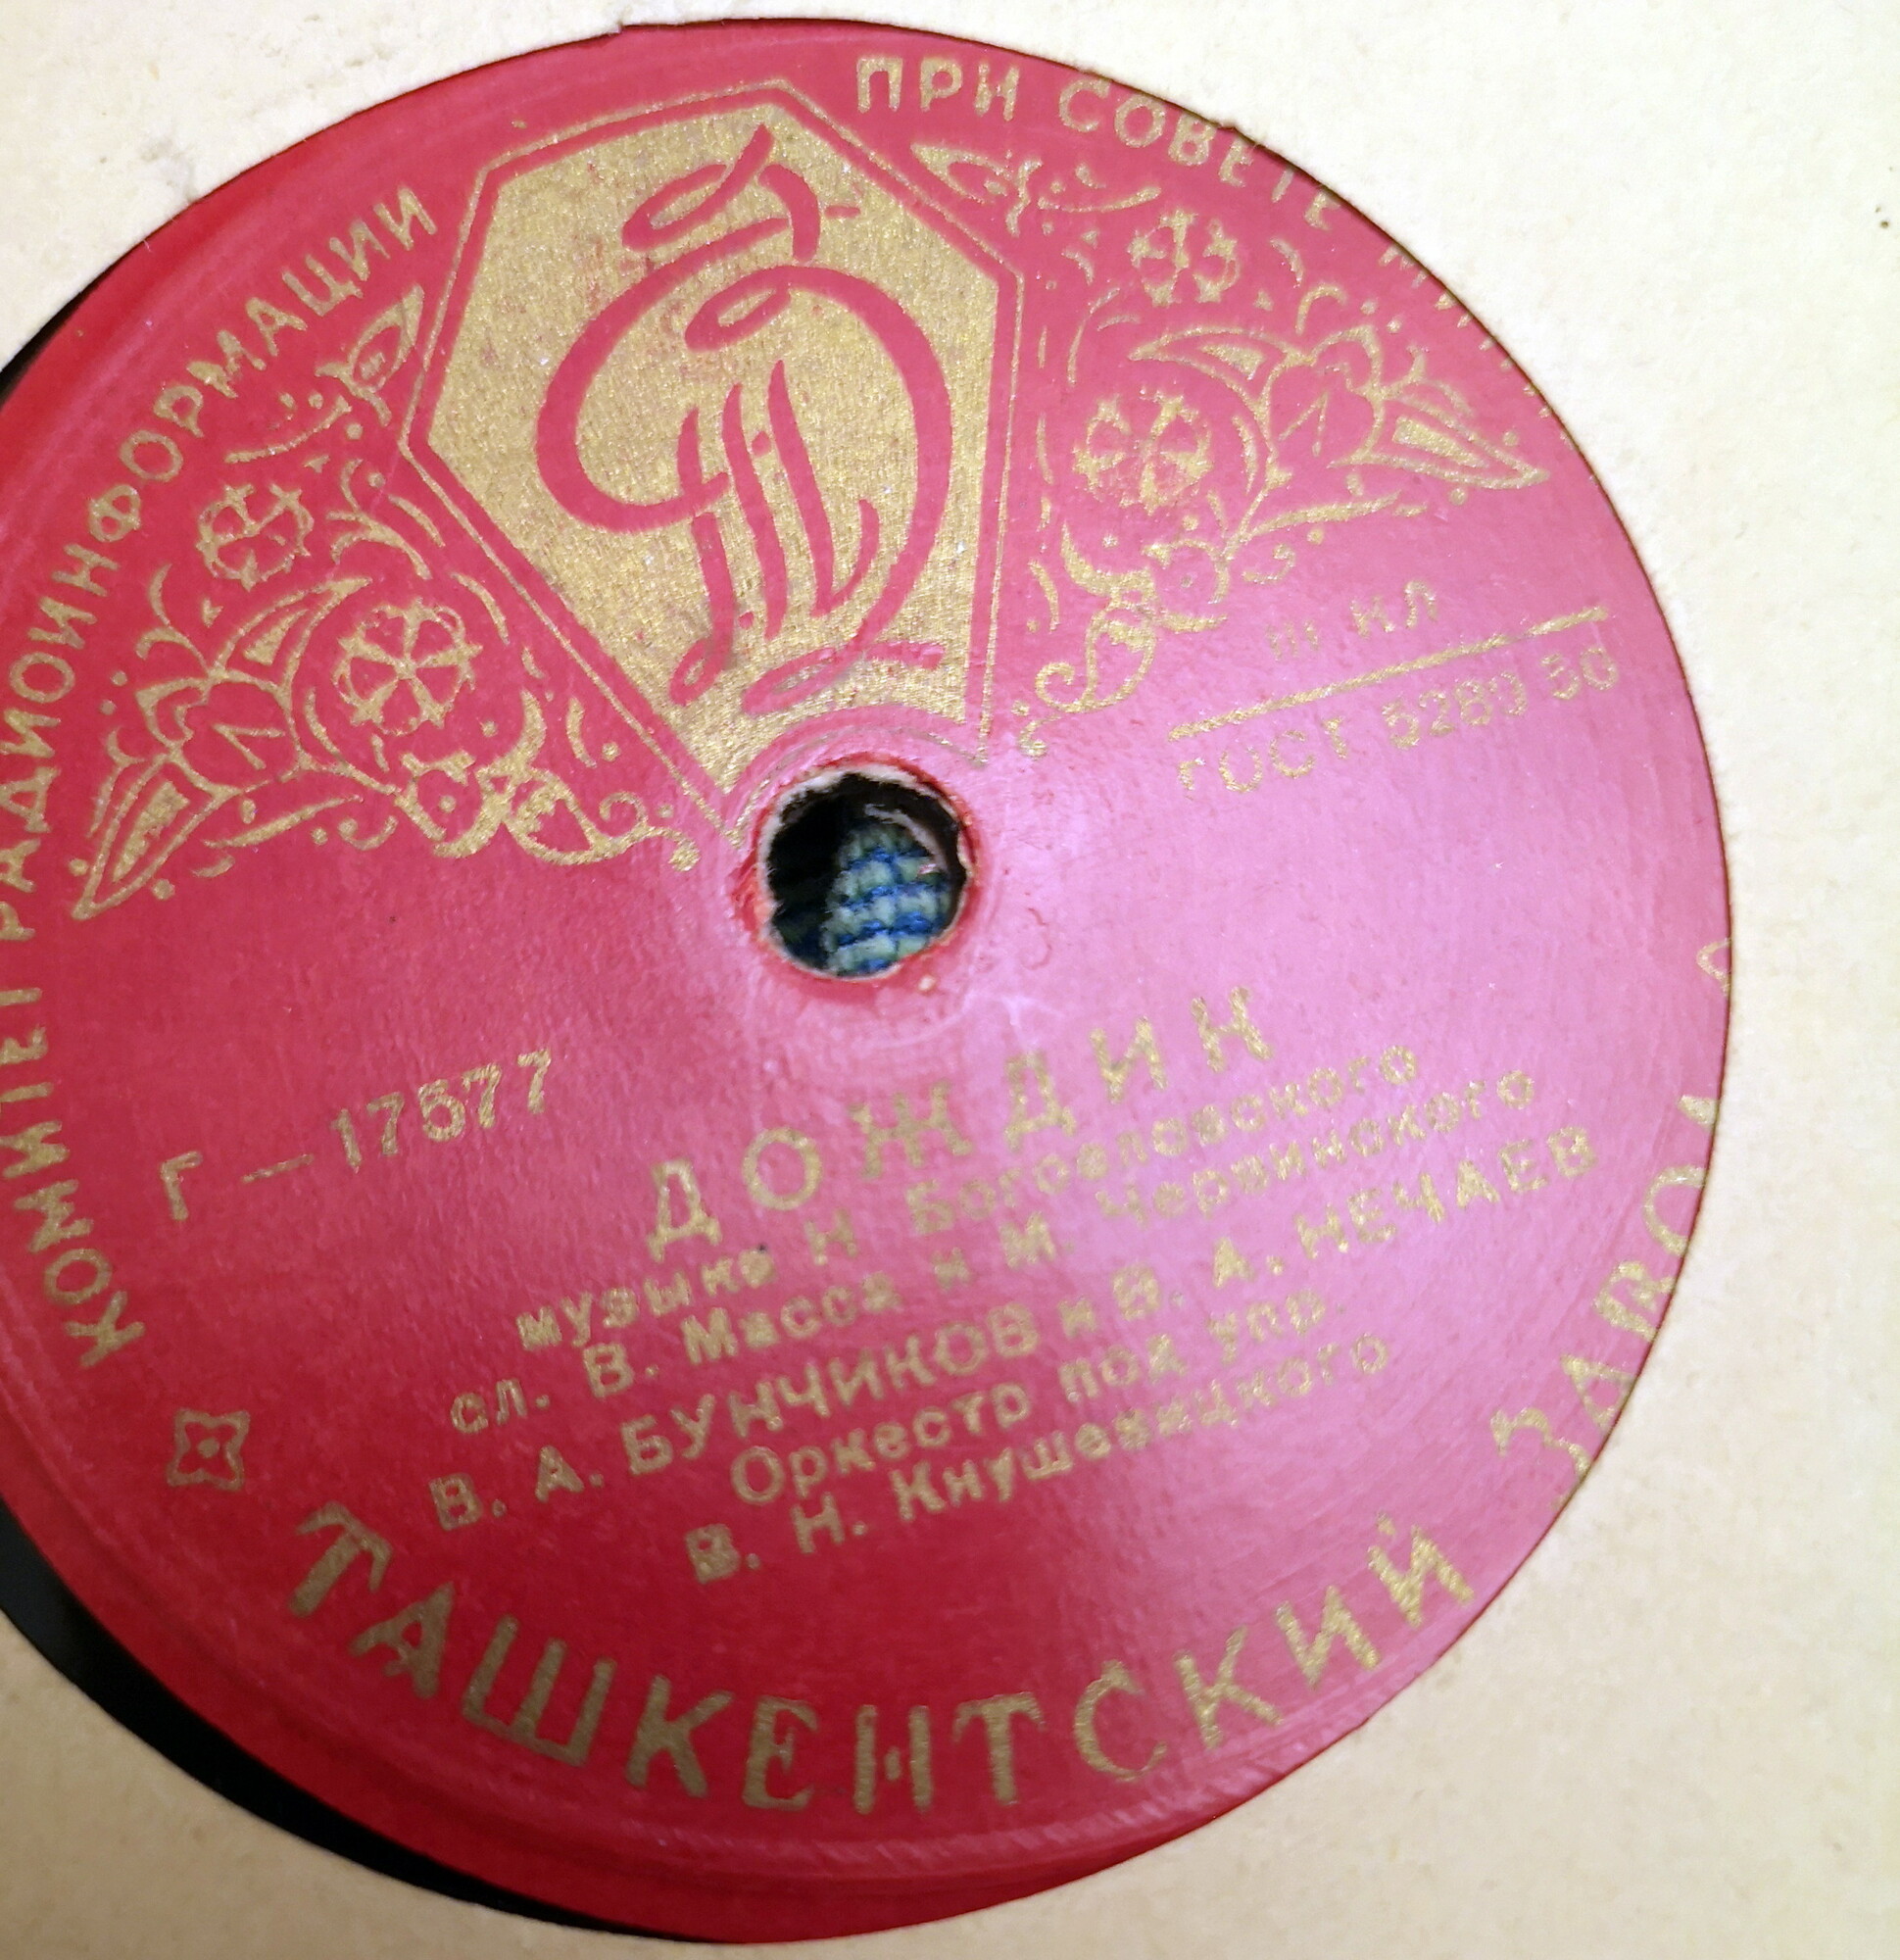 КОМИТЕТ РАДИОИНФОРМАЦИИ
ПРИ СОВЕТЕ
III КЛ
ГОСТ 5289 50
Г — 17577
ДОЖДИК
музыка Н Богословского
сл. В. Масса и М. Червинского
В. А. БУНЧИКОВ и В. А. НЕЧАЕВ
Оркестр под упр.
В. Н. Кнушевицкого
ТАШКЕНТСКИЙ ЗАВОД